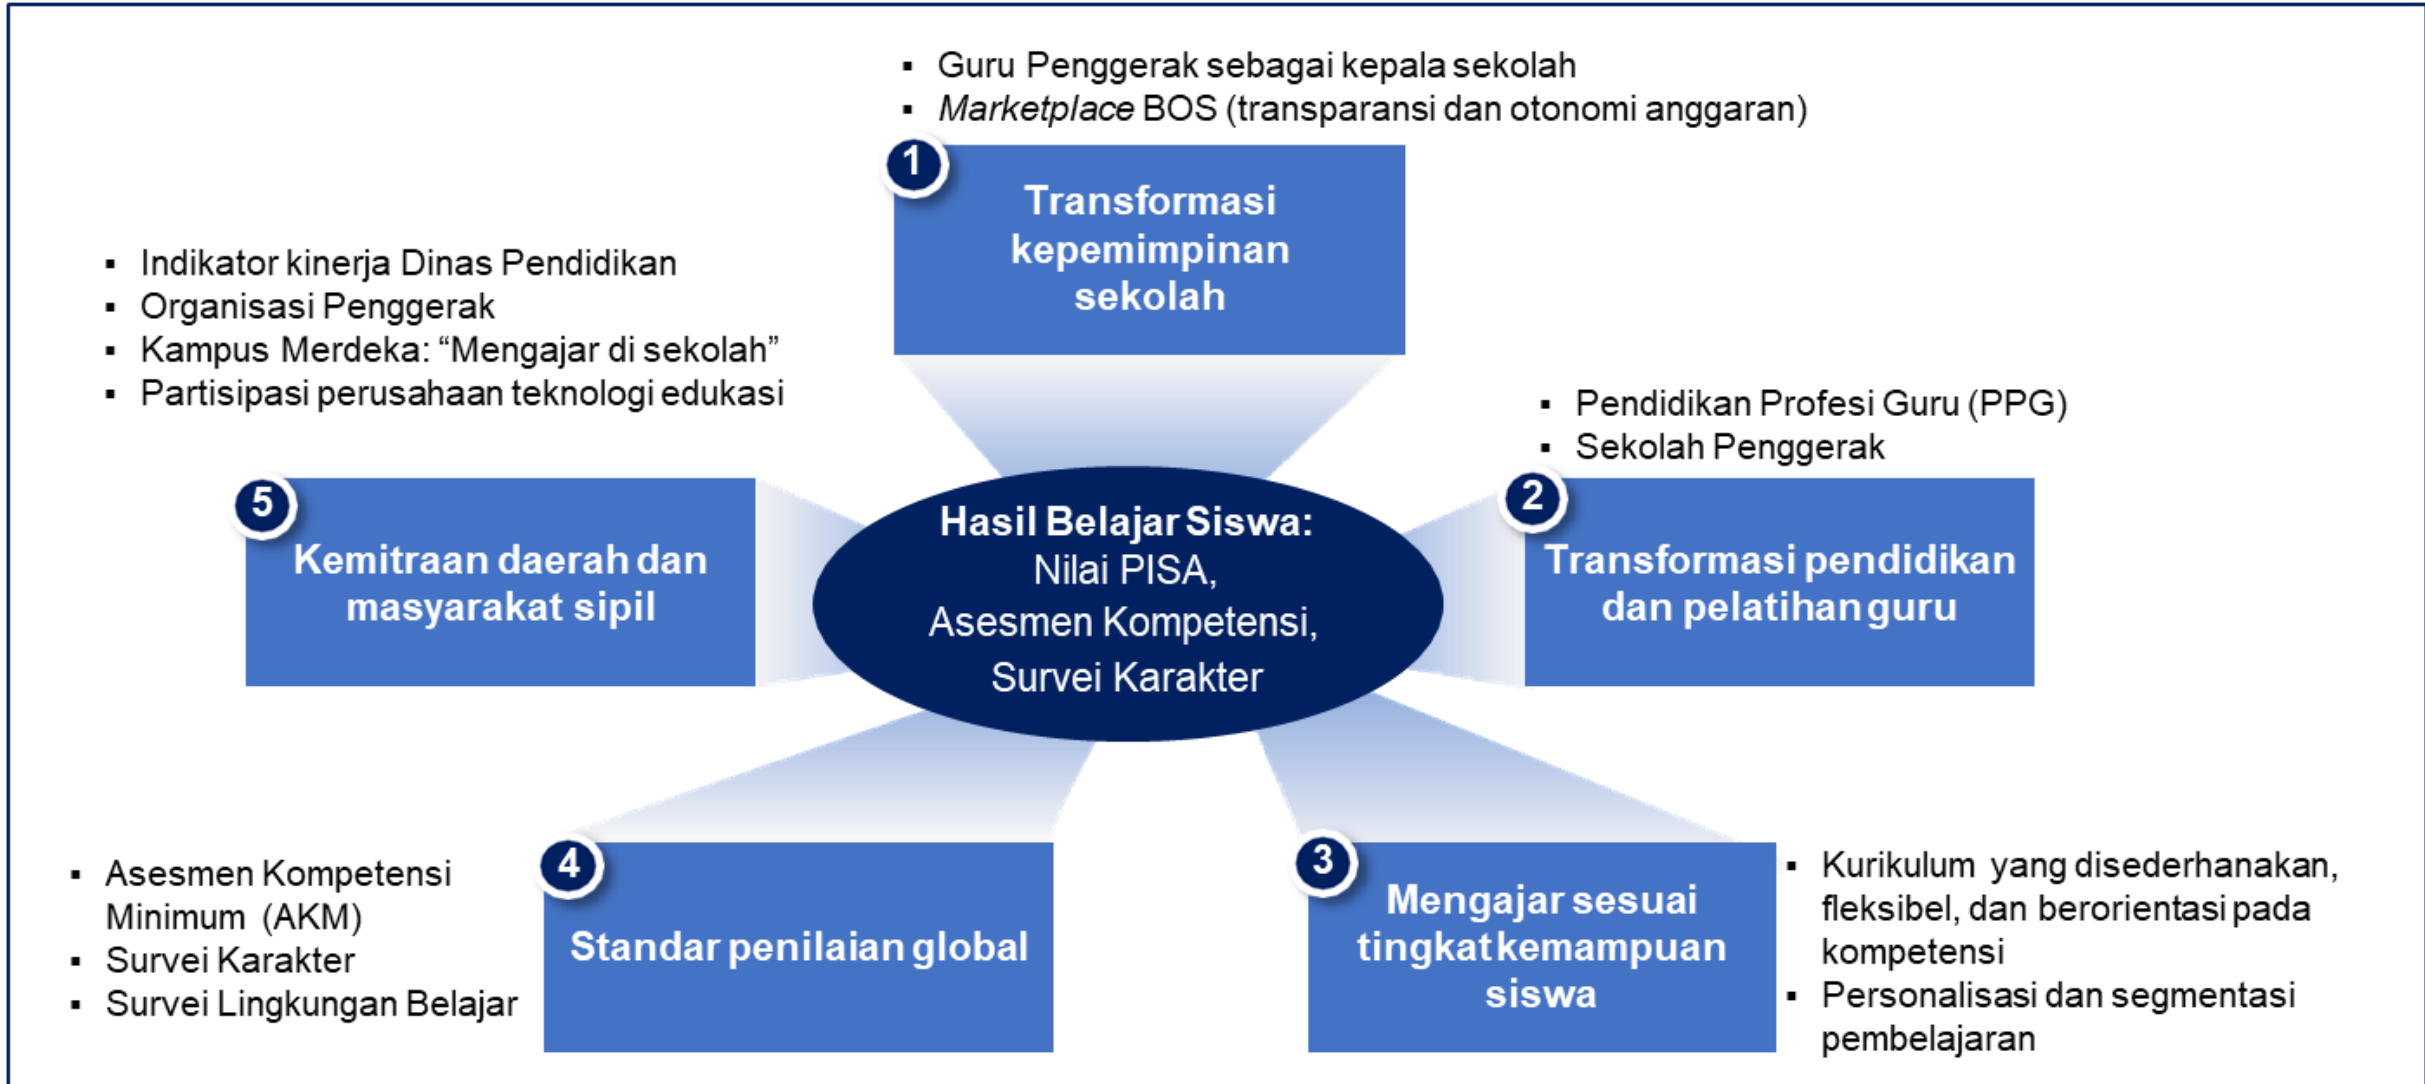 ▪ Guru Penggerak sebagai kepala sekolah
▪ Marketplace BOS (transparansi dan otonomi anggaran)
1
Transformasi
kepemimpinan
sekolah
▪ Pendidikan Profesi Guru (PPG)
▪ Sekolah Penggerak
2
Transformasi pendidikan
dan pelatihan guru
▪ Kurikulum yang disederhanakan,
fleksibel, dan berorientasi pada
kompetensi
▪ Personalisasi dan segmentasi
pembelajaran
3
Mengajar sesuai
tingkat kemampuan
siswa
▪ Asesmen Kompetensi
Minimum (AKM)
▪ Survei Karakter
▪ Survei Lingkungan Belajar
4
Standar penilaian global
▪ Indikator kinerja Dinas Pendidikan
▪ Organisasi Penggerak
▪ Kampus Merdeka: “Mengajar di sekolah”
▪ Partisipasi perusahaan teknologi edukasi
5
Kemitraan daerah dan
masyarakat sipil
Hasil Belajar Siswa:
Nilai PISA,
Asesmen Kompetensi,
Survei Karakter